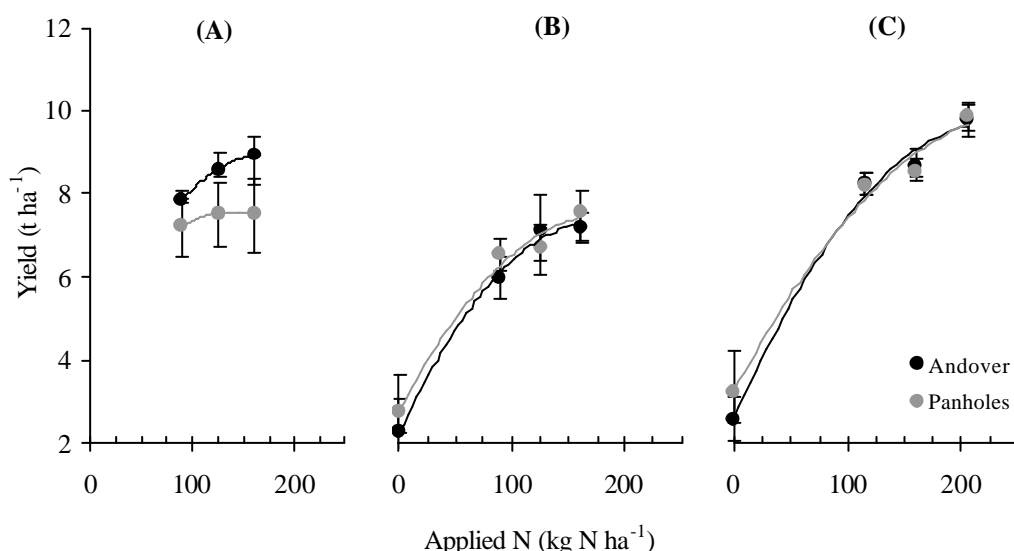 (A) (B) (C)
12
10
8
6
4
2
Yield (t ha⁻¹)
Andover
Panholes
0 100 200 0 100 200 0 100 200
Applied N (kg N ha⁻¹)